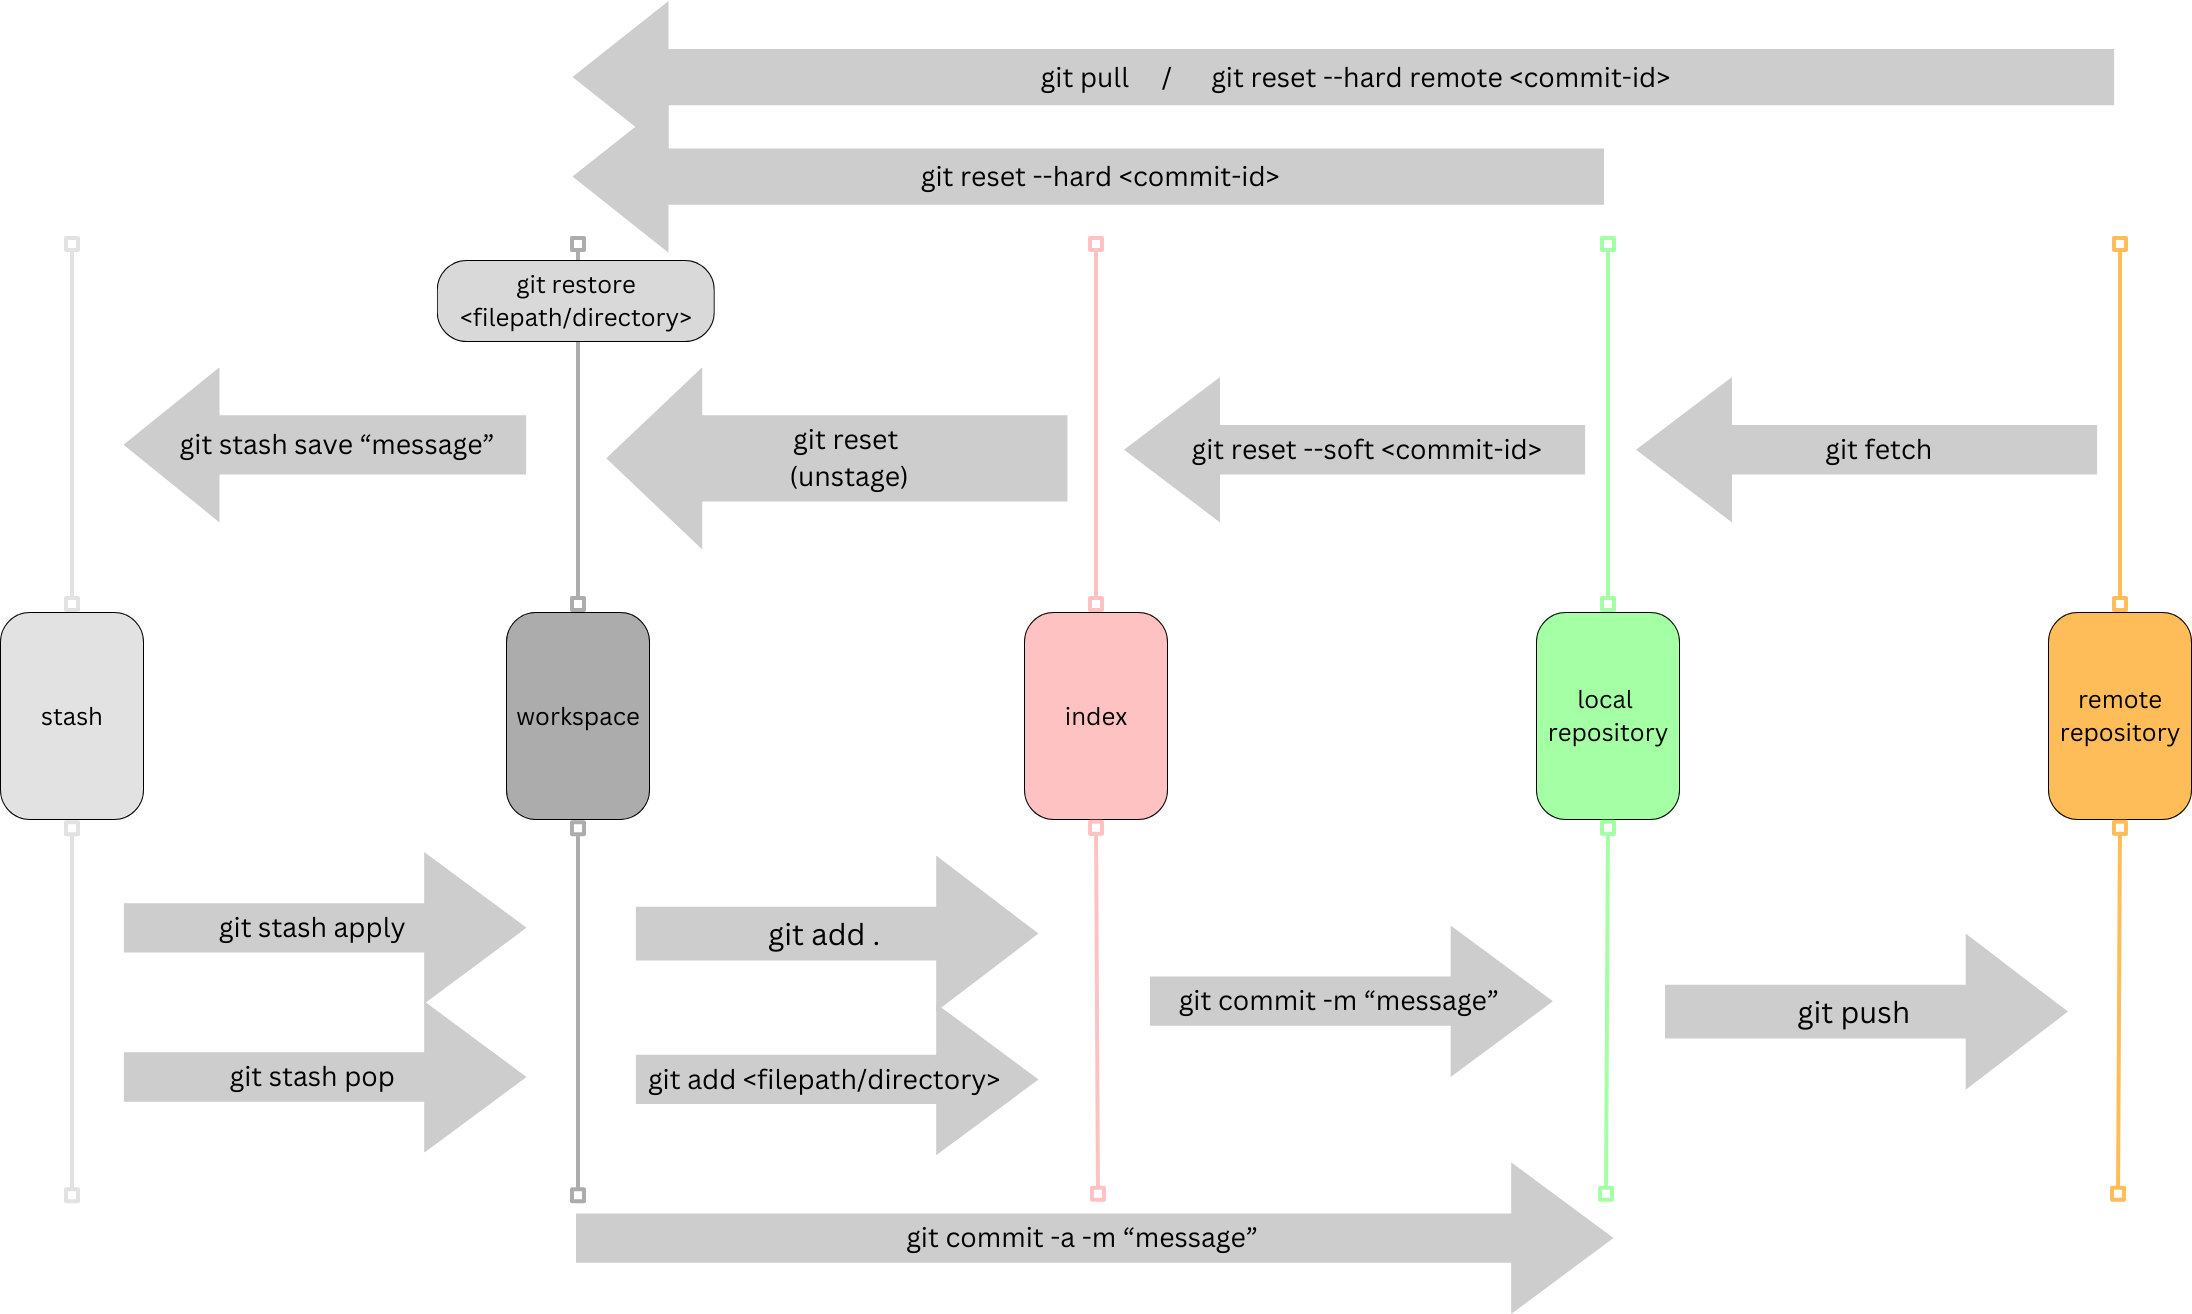 git pull / git reset --hard remote <commit-id>
git reset --hard <commit-id>
git restore
<filepath/directory>
git stash save “message”
git reset
(unstage)
git reset --soft <commit-id>
git fetch
stash
workspace
index
local
repository
remote
repository
git stash apply
git add .
git commit -m “message”
git push
git stash pop
git add <filepath/directory>
git commit -a -m “message”